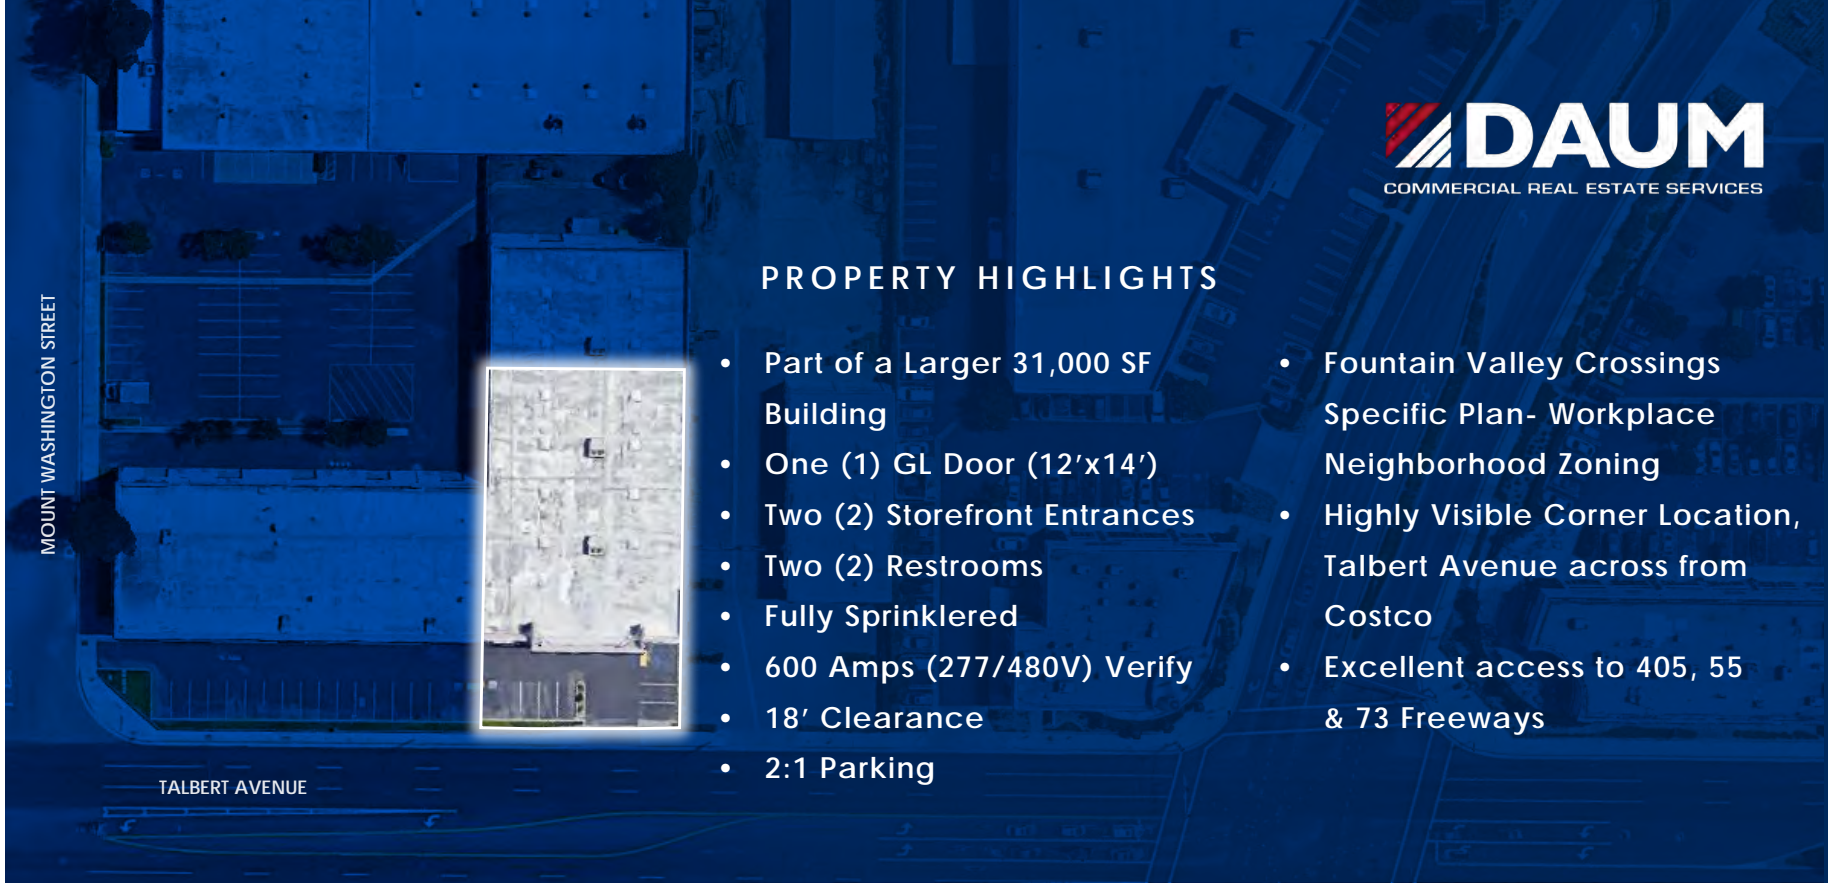 DAUM
COMMERCIAL REAL ESTATE SERVICES
PROPERTY HIGHLIGHTS
• Part of a Larger 31,000 SF
Building
• One (1) GL Door (12’x14’)
• Two (2) Storefront Entrances
• Two (2) Restrooms
• Fully Sprinklered
• 600 Amps (277/480V) Verify
• 18’ Clearance
• 2:1 Parking
• Fountain Valley Crossings
Specific Plan- Workplace
Neighborhood Zoning
• Highly Visible Corner Location,
Talbert Avenue across from
Costco
• Excellent access to 405, 55
& 73 Freeways
MOUNT WASHINGTON STREET
TALBERT AVENUE